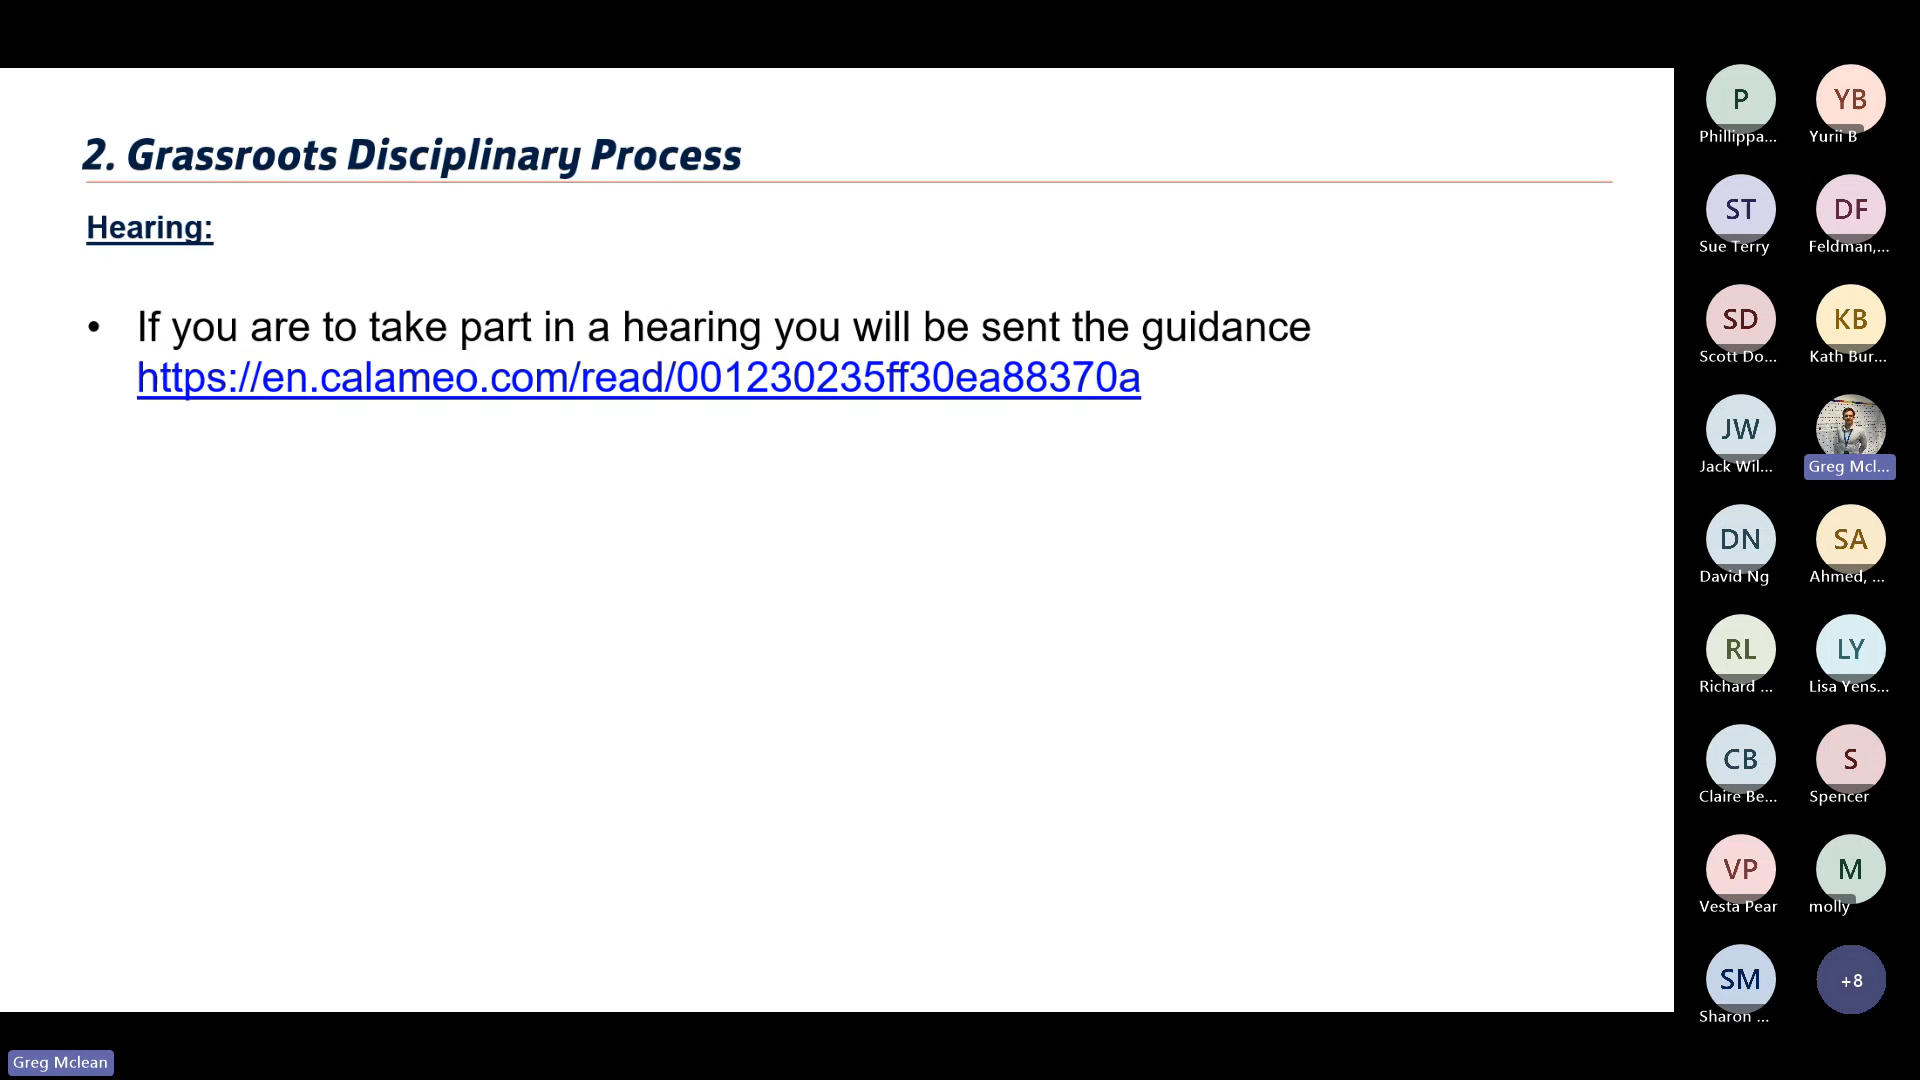 2. Grassroots Disciplinary Process
Hearing:
• If you are to take part in a hearing you will be sent the guidance
https://en.calameo.com/read/001230235ff30ea88370a
P
Phillippa...
YB
Yurii B
ST
Sue Terry
DF
Feldman,...
SD
Scott Do...
KB
Kath Bur...
JW
Jack Wil...
Greg Mcl...
DN
David Ng
SA
Ahmed, ...
RL
Richard ...
LY
Lisa Yens...
CB
Claire Be...
S
Spencer
VP
Vesta Pear
M
molly
SM
Sharon ...
+8
Greg Mclean